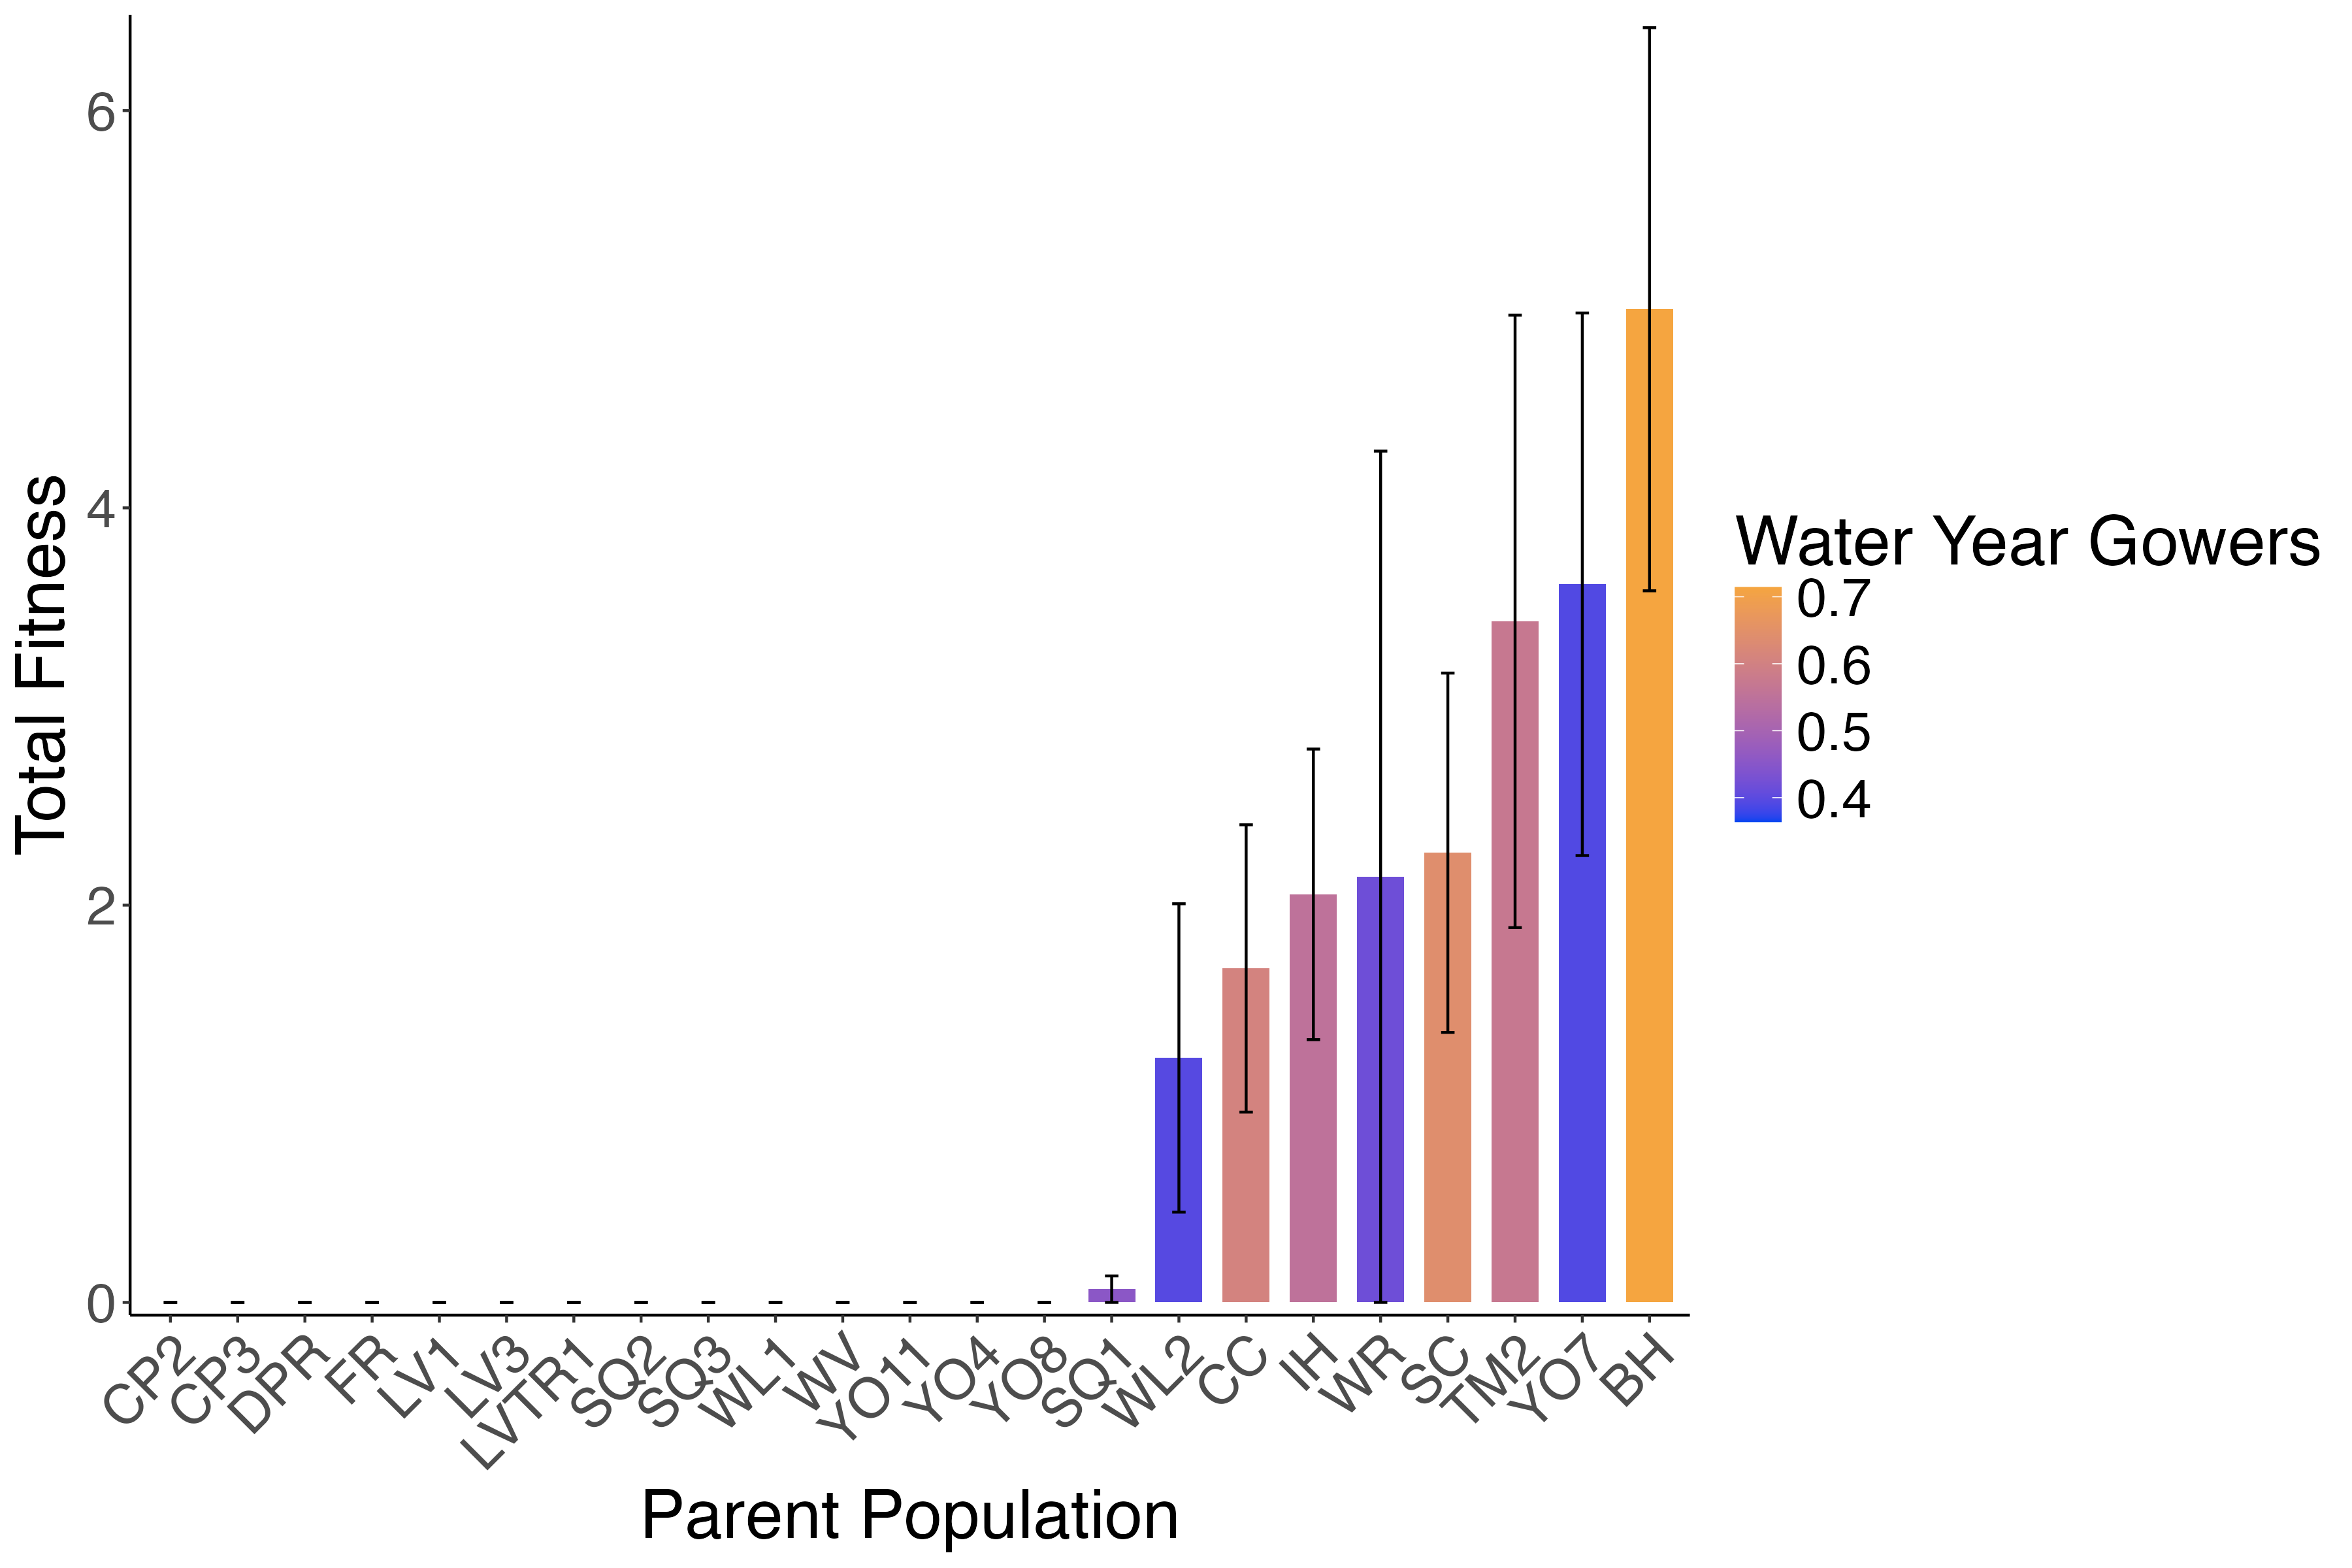 Total Fitness
6
4
2
0
CP2
CP3
DPR
FR
LV1
LV3
LVTR1
SQ2
SQ3
WL1
WV
YO11
YO4
YO8
SQ1
WL2
CC
IH
WR
SC
TM2
YO7
BH
Parent Population
Water Year Gowers
0.7
0.6
0.5
0.4